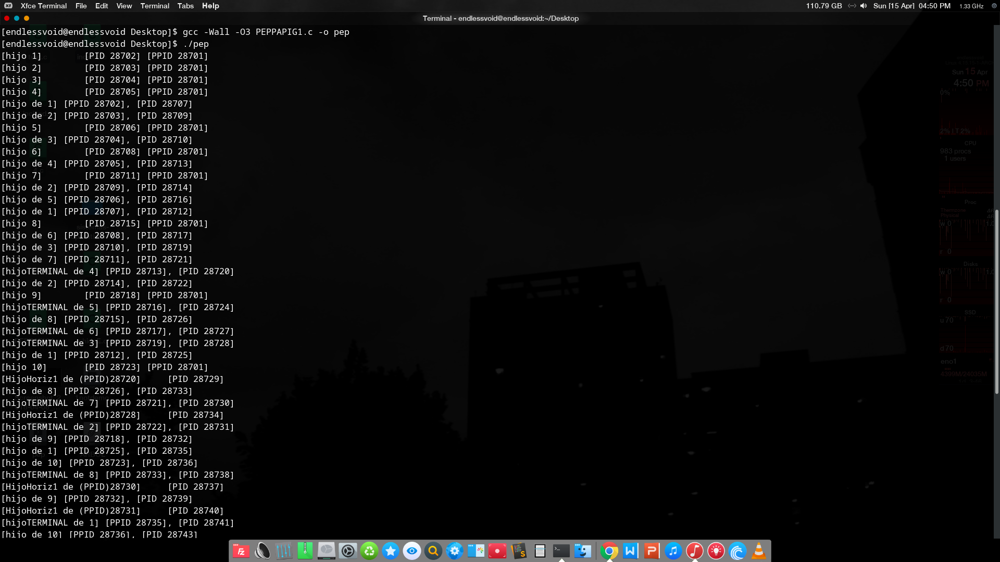 Xfce Terminal File Edit View Terminal Tabs Help 110.79 GB Sun [15 Apr] 04:50 PM 1.33 GHz
Terminal - endlessvoid@endlessvoid:~/Desktop
[endlessvoid@endlessvoid Desktop]$ gcc -Wall -O3 PEPPAPIG1.c -o pep
[endlessvoid@endlessvoid Desktop]$ ./pep
[hijo 1] [PID 28702] [PPID 28701]
[hijo 2] [PID 28703] [PPID 28701]
[hijo 3] [PID 28704] [PPID 28701]
[hijo 4] [PID 28705] [PPID 28701]
[hijo de 1] [PPID 28702], [PID 28707]
[hijo de 2] [PPID 28703], [PID 28709]
[hijo 5] [PID 28706] [PPID 28701]
[hijo de 3] [PPID 28704], [PID 28710]
[hijo 6] [PID 28708] [PPID 28701]
[hijo de 4] [PPID 28705], [PID 28713]
[hijo 7] [PID 28711] [PPID 28701]
[hijo de 2] [PPID 28709], [PID 28714]
[hijo de 5] [PPID 28706], [PID 28716]
[hijo de 1] [PPID 28707], [PID 28712]
[hijo 8] [PID 28715] [PPID 28701]
[hijo de 6] [PPID 28708], [PID 28717]
[hijo de 3] [PPID 28710], [PID 28719]
[hijo de 7] [PPID 28711], [PID 28721]
[hijoTERMINAL de 4] [PPID 28713], [PID 28720]
[hijo de 2] [PPID 28714], [PID 28722]
[hijo 9] [PID 28718] [PPID 28701]
[hijoTERMINAL de 5] [PPID 28716], [PID 28724]
[hijo de 8] [PPID 28715], [PID 28726]
[hijoTERMINAL de 6] [PPID 28717], [PID 28727]
[hijoTERMINAL de 3] [PPID 28719], [PID 28728]
[hijo de 1] [PPID 28712], [PID 28725]
[hijo 10] [PID 28723] [PPID 28701]
[HijoHoriz1 de (PPID)28720] [PID 28729]
[hijo de 8] [PPID 28726], [PID 28733]
[hijoTERMINAL de 7] [PPID 28721], [PID 28730]
[HijoHoriz1 de (PPID)28728] [PID 28734]
[hijoTERMINAL de 2] [PPID 28722], [PID 28731]
[hijo de 9] [PPID 28718], [PID 28732]
[hijo de 1] [PPID 28725], [PID 28735]
[hijo de 10] [PPID 28723], [PID 28736]
[hijoTERMINAL de 8] [PPID 28733], [PID 28738]
[HijoHoriz1 de (PPID)28730] [PID 28737]
[hijo de 9] [PPID 28732], [PID 28739]
[HijoHoriz1 de (PPID)28731] [PID 28740]
[hijoTERMINAL de 1] [PPID 28735], [PID 28741]
[hijo de 10] [PPID 28736], [PID 28743]
Sun 15 Apr
4:50 PM
0%
2% | T 2%
CPU
983 procs
1 users
Proc
w 0
r 0
Disks
w 0
r 0
SSD
u 70
d 70
eno1
4399M/24035M